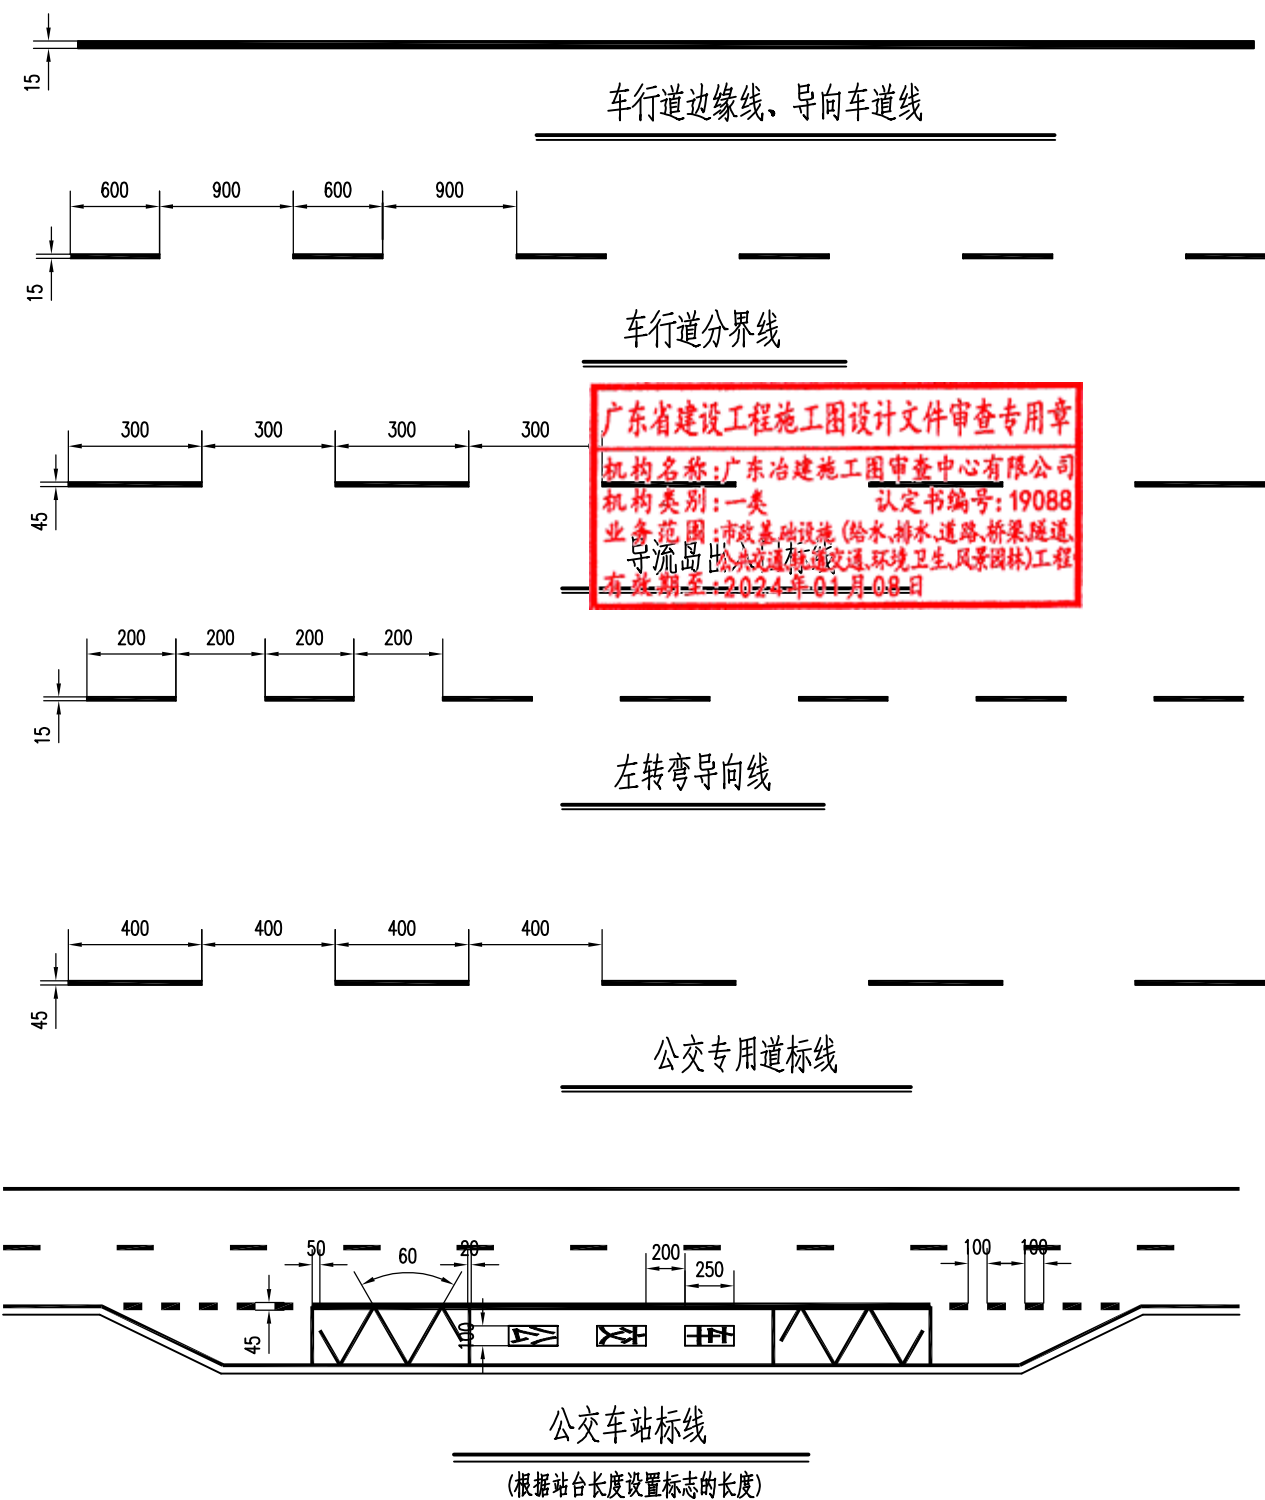 15
车行道边缘线、导向车道线
600 900 600 900
15
车行道分界线
300 300 300 300
45
广东省建设工程施工图设计文件审查专用章
机构名称:广东冶建施工图审查中心有限公司
机构类别:一类 认定书编号:19088
业务范围:市政基础设施(给水、排水、道路、桥梁、隧道、
公共交通、轨道交通、环境卫生、风景园林)工程
有效期至:2024年01月08日
导流岛出入口标线
200 200 200 200
15
左转弯导向线
400 400 400 400
45
公交专用道标线
50 60 20 200 250 100 100
45
100
公交车
公交车站标线
(根据站台长度设置标志的长度)